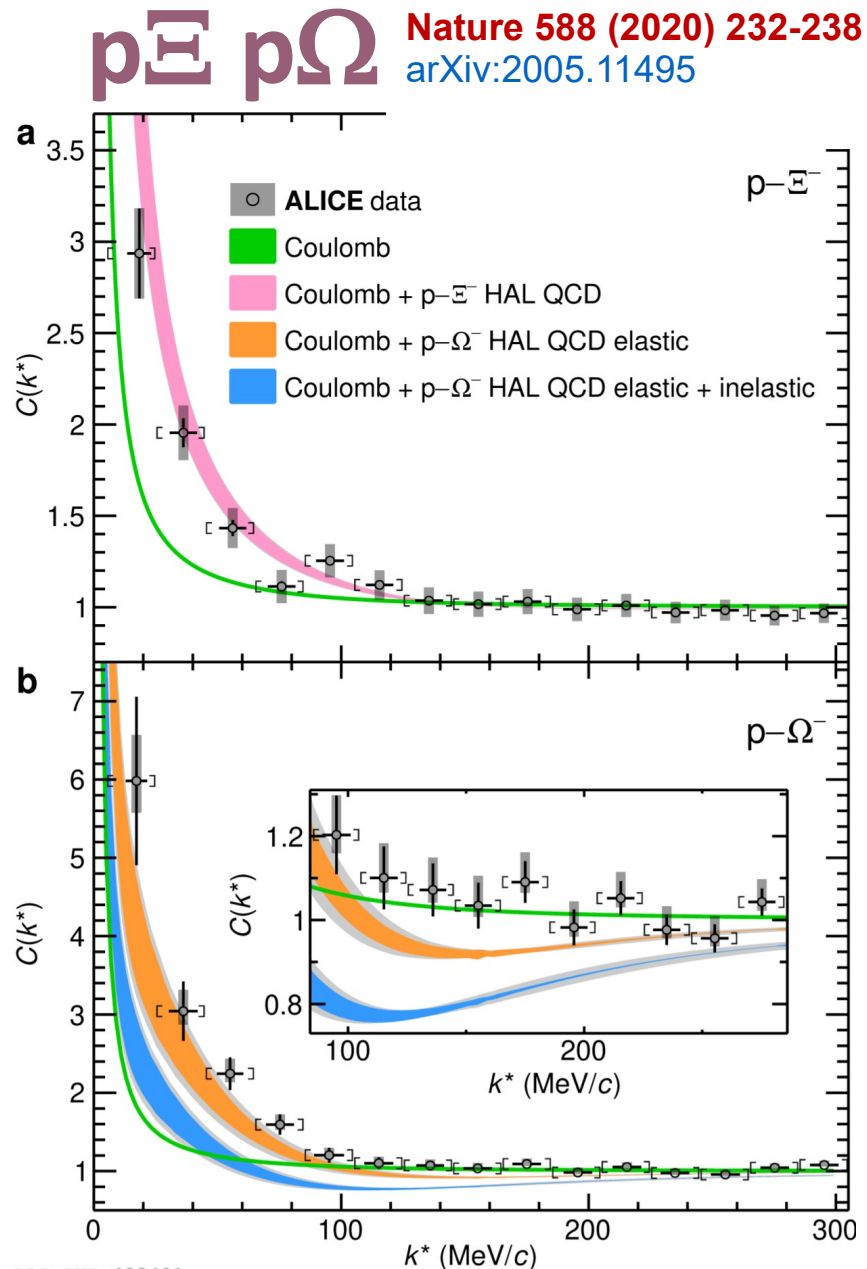 pΞ pΩ
Nature 588 (2020) 232-238
arXiv:2005.11495
a
p−Ξ⁻
ALICE data
Coulomb
Coulomb + p−Ξ⁻ HAL QCD
Coulomb + p−Ω⁻ HAL QCD elastic
Coulomb + p−Ω⁻ HAL QCD elastic + inelastic
C(k*)
3.5
3
2.5
2
1.5
1
b
p−Ω⁻
C(k*)
7
6
5
4
3
2
1
C(k*)
1.2
1
0.8
100
200
k* (MeV/c)
0
100
200
300
k* (MeV/c)